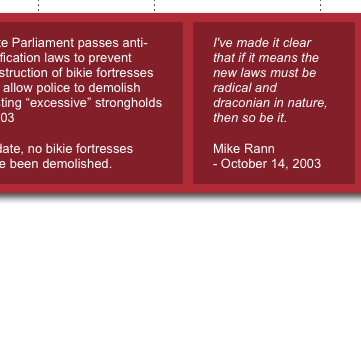 e Parliament passes anti-
fication laws to prevent
struction of bikie fortresses
allow police to demolish
ting “excessive” strongholds
03
date, no bikie fortresses
e been demolished.
I've made it clear
that if it means the
new laws must be
radical and
draconian in nature,
then so be it.
Mike Rann
- October 14, 2003